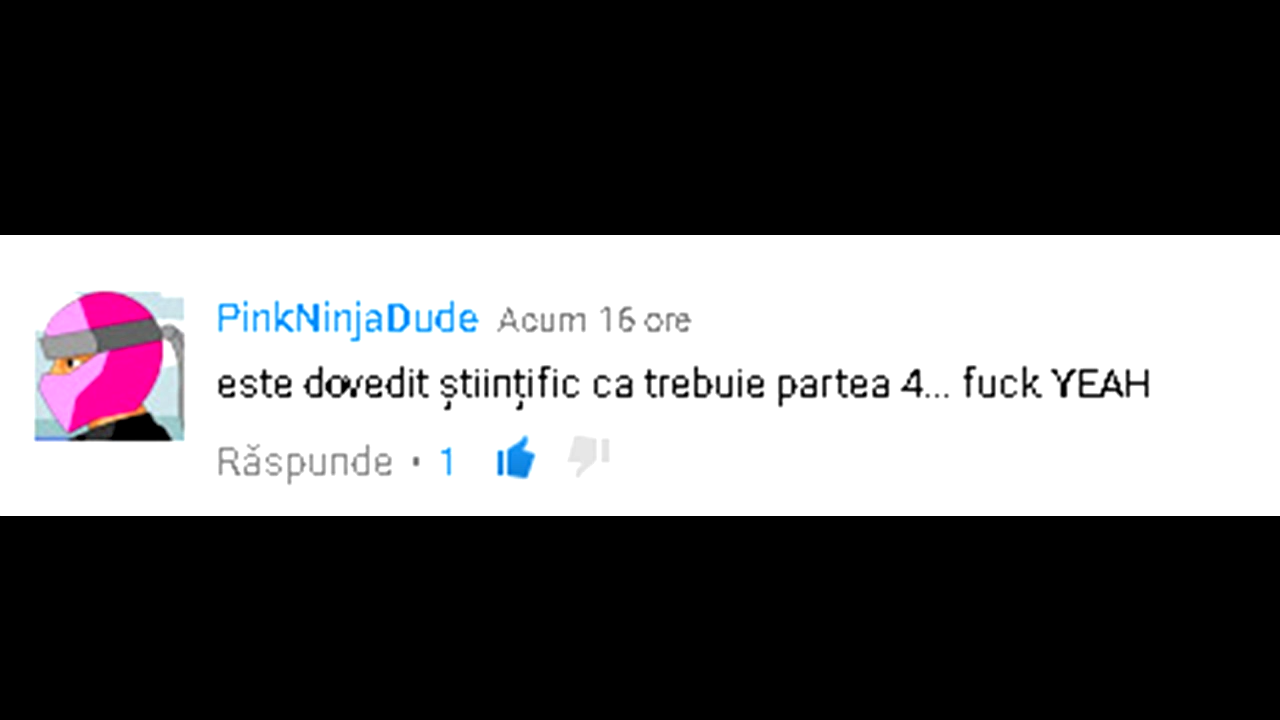 PinkNinjaDude Acum 16 ore
este dovedit științific ca trebuie partea 4... fuck YEAH
Răspunde • 1